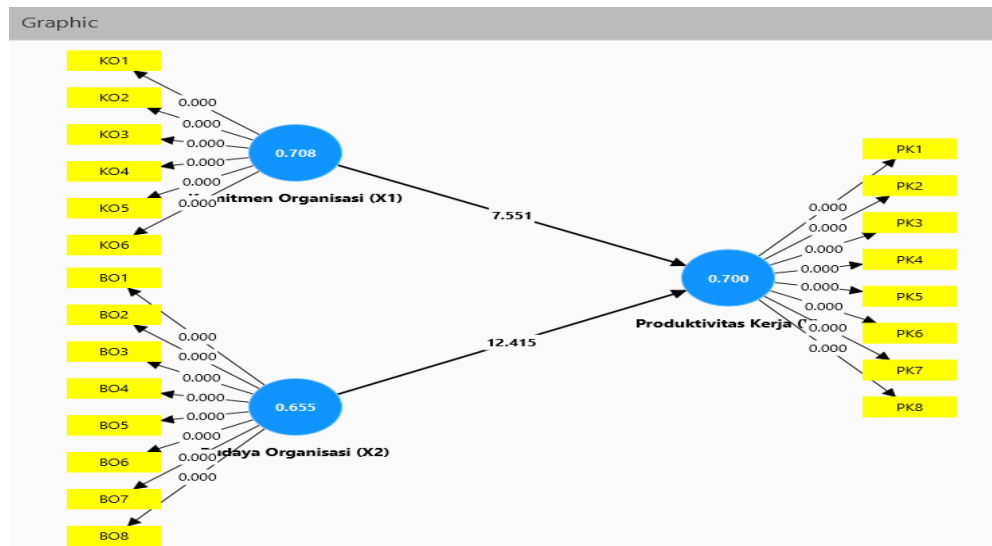 Graphic
KO1
KO2
KO3
KO4
KO5
KO6
0.000
0.000
0.000
0.000
0.000
0.000
0.708
Organisasi (X1)
BO1
BO2
BO3
BO4
BO5
BO6
BO7
BO8
0.000
0.000
0.000
0.000
0.000
0.000
0.000
0.000
0.655
Organisasi (X2)
7.551
12.415
0.700
Produktivitas Kerja
0.000
0.000
0.000
0.000
0.000
0.000
0.000
0.000
PK1
PK2
PK3
PK4
PK5
PK6
PK7
PK8